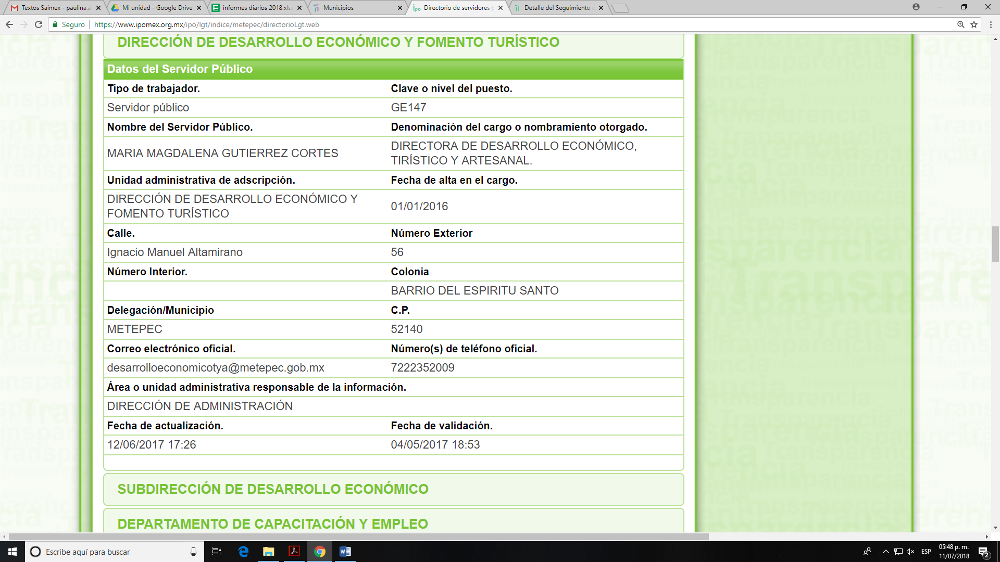 Textos Saimex - paulina.a
Mi unidad - Google Drive
informes diarios 2018.xls
Municipios
Directorio de servidores p
Detalle del Seguimiento d
Seguro
https://www.ipomex.org.mx/ipo/lgt/indice/metepec/directorioLgt.web
DIRECCIÓN DE DESARROLLO ECONÓMICO Y FOMENTO TURÍSTICO
Datos del Servidor Público
Tipo de trabajador. Clave o nivel del puesto.
Servidor público GE147
Nombre del Servidor Público. Denominación del cargo o nombramiento otorgado.
MARIA MAGDALENA GUTIERREZ CORTES
DIRECTORA DE DESARROLLO ECONÓMICO,
TIRÍSTICO Y ARTESANAL.
Unidad administrativa de adscripción. Fecha de alta en el cargo.
DIRECCIÓN DE DESARROLLO ECONÓMICO Y
FOMENTO TURÍSTICO
01/01/2016
Calle. Número Exterior
Ignacio Manuel Altamirano 56
Número Interior. Colonia
BARRIO DEL ESPIRITU SANTO
Delegación/Municipio C.P.
METEPEC 52140
Correo electrónico oficial. Número(s) de teléfono oficial.
desarrolloeconomicotya@metepec.gob.mx 7222352009
Área o unidad administrativa responsable de la información.
DIRECCIÓN DE ADMINISTRACIÓN
Fecha de actualización. Fecha de validación.
12/06/2017 17:26 04/05/2017 18:53
SUBDIRECCIÓN DE DESARROLLO ECONÓMICO
DEPARTAMENTO DE CAPACITACIÓN Y EMPLEO
Escribe aquí para buscar
ESP
05:48 p. m.
11/07/2018
2